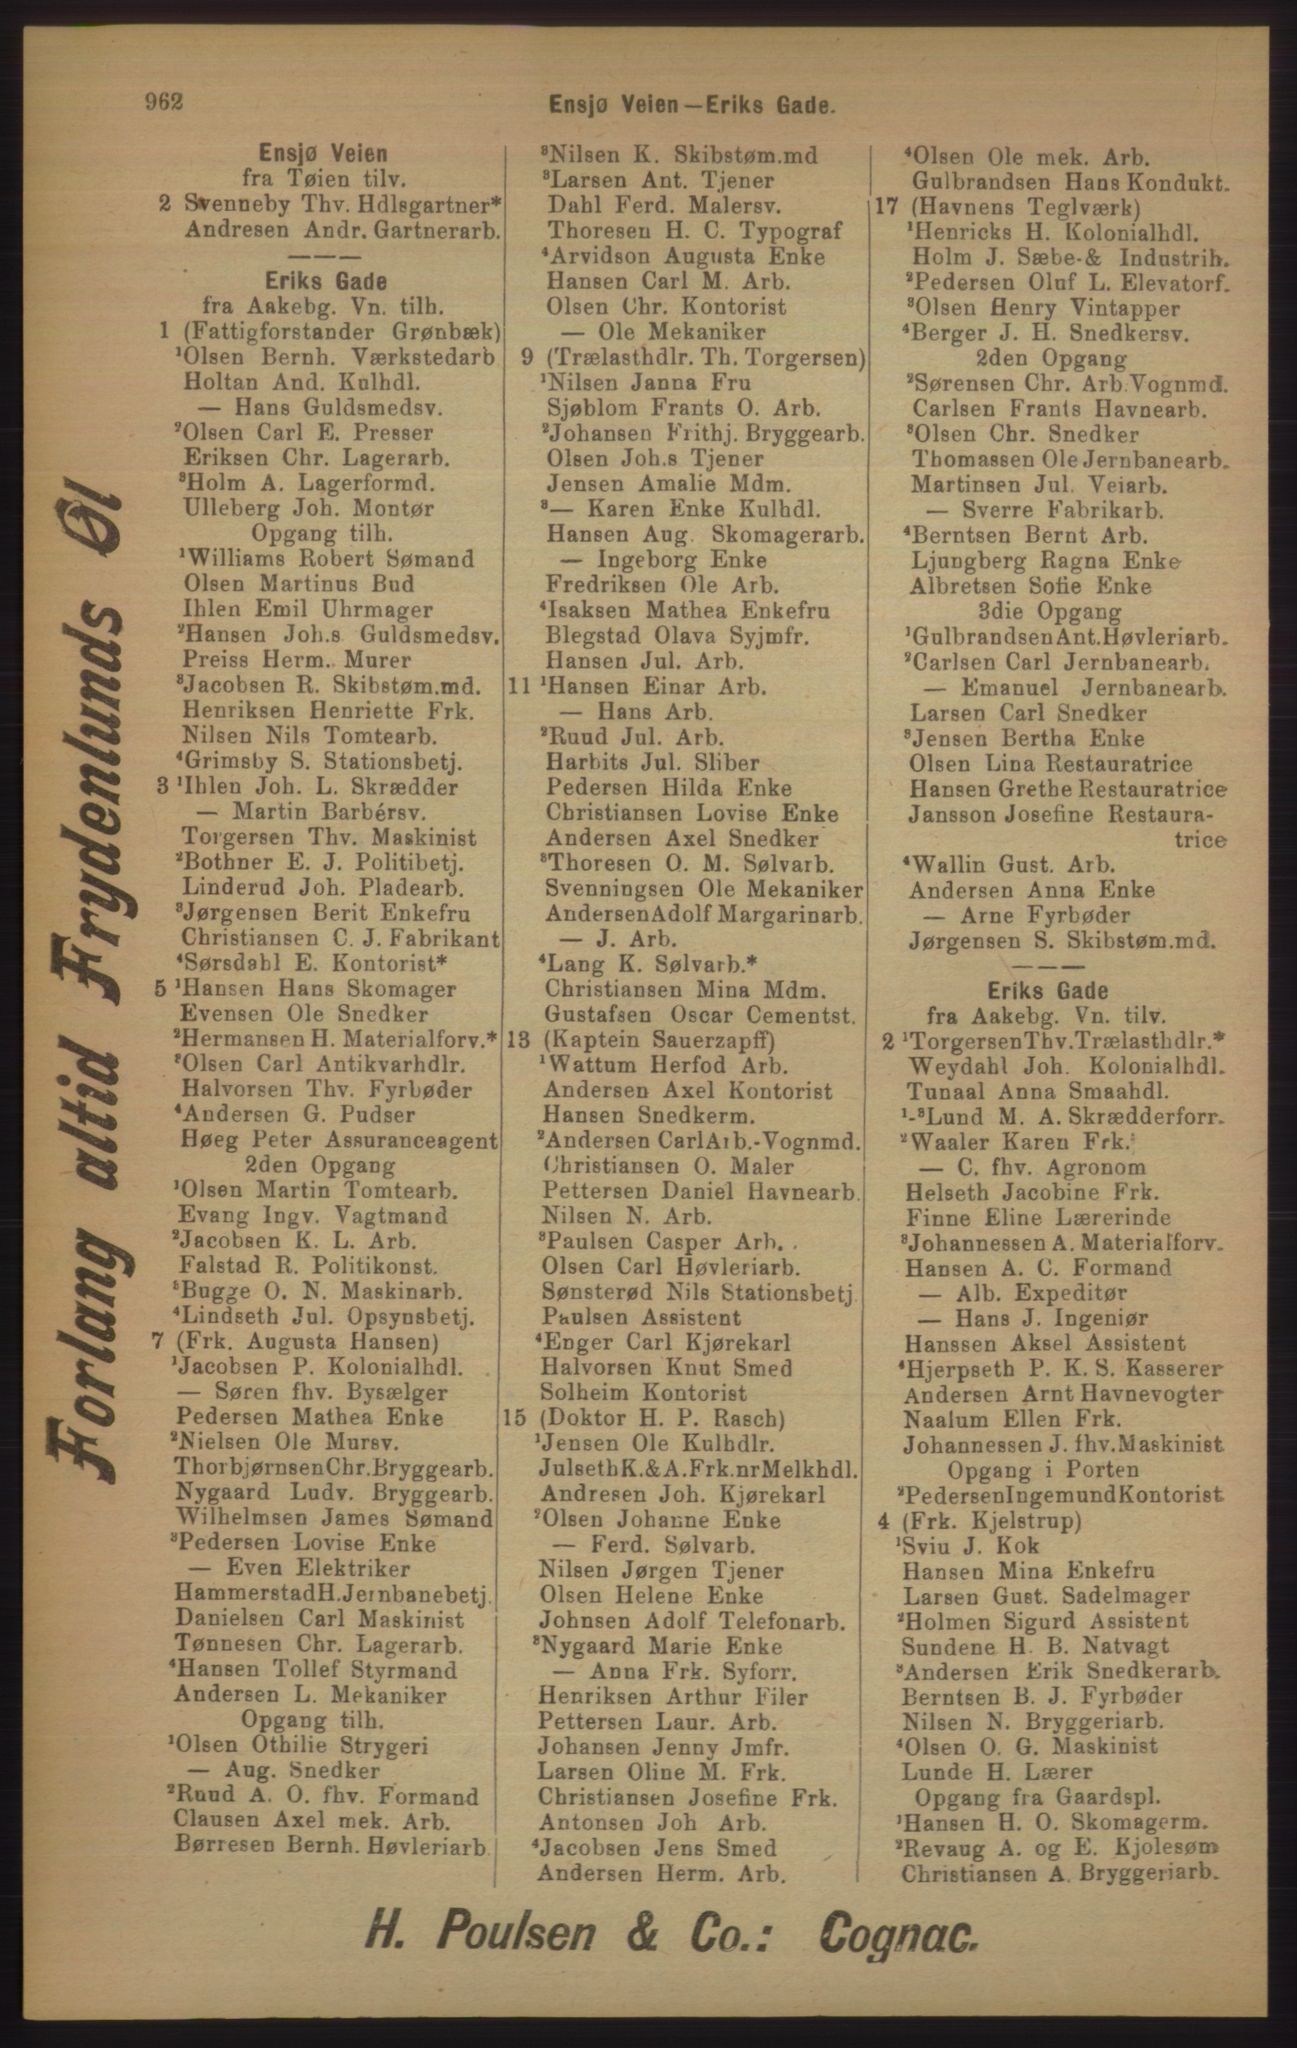 962
Ensjø Veien—Eriks Gade.
Ensjø Veien
fra Tøien tilv.
2 Svenneby Thv. Hdlsgartner*
Andresen Andr. Gartnerarb.
Eriks Gade
fra Aakebg. Vn. tilh.
1 (Fattigforstander Grønbæk)
¹Olsen Bernh. Værkstedarb
Holtan And. Kulhdl.
— Hans Guldsmedsv.
²Olsen Carl E. Presser
Eriksen Chr. Lagerarb.
³Holm A. Lagerformd.
Ulleberg Joh. Montør
Opgang tilh.
¹Williams Robert Sømand
Olsen Martinus Bud
Ihlen Emil Uhrmager
²Hansen Joh.s Guldsmedsv.
Preiss Herm. Murer
³Jacobsen R. Skibstøm.md.
Henriksen Henriette Frk.
Nilsen Nils Tomtearb.
⁴Grimsby S. Stationsbetj.
3 ¹Ihlen Joh. L. Skrædder
— Martin Barbérsv.
Torgersen Thv. Maskinist
²Bothner E. J. Politibetj.
Linderud Joh. Pladearb.
³Jørgensen Berit Enkefru
Christiansen C. J. Fabrikant
⁴Sørsdahl E. Kontorist*
5 ¹Hansen Hans Skomager
Evensen Ole Snedker
²Hermansen H. Materialforv.*
²Olsen Carl Antikvarhdlr.
Halvorsen Thv. Fyrbøder
⁴Andersen G. Pudser
Høeg Peter Assuranceagent
2den Opgang
¹Olsen Martin Tomtearb.
Evang Ingv. Vagtmand
²Jacobsen K. L. Arb.
Falstad R. Politikonst.
³Bugge O. N. Maskinarb.
⁴Lindseth Jul. Opsynsbetj.
7 (Frk. Augusta Hansen)
¹Jacobsen P. Kolonialhdl.
— Søren fhv. Bysælger
Pedersen Mathea Enke
²Nielsen Ole Mursv.
Thorbjørnsen Chr. Bryggearb.
Nygaard Ludv. Bryggearb.
Wilhelmsen James Sømand
³Pedersen Lovise Enke
— Even Elektriker
Hammerstad H. Jernbanebetj.
Danielsen Carl Maskinist
Tønnesen Chr. Lagerarb.
⁴Hansen Tollef Styrmand
Andersen L. Mekaniker
Opgang tilh.
¹Olsen Othilie Strygeri
— Aug. Snedker
²Ruud A. O. fhv. Formand
Clausen Axel mek. Arb.
Børresen Bernh. Høvleriarb
³Nilsen K. Skibstøm.md
³Larsen Ant. Tjener
Dahl Ferd. Malersv.
Thoresen H. C. Typograf
⁴Arvidson Augusta Enke
Hansen Carl M. Arb.
Olsen Chr. Kontorist
— Ole Mekaniker
9 (Trælasthdlr. Th. Torgersen)
¹Nilsen Janna Fru
Sjøblom Frants O. Arb.
²Johansen Frithj. Bryggearb.
Olsen Joh.s Tjener
Jensen Amalie Mdm.
³— Karen Enke Kulhdl.
Hansen Aug. Skomagerarb.
— Ingeborg Enke
Fredriksen Ole Arb.
⁴Isaksen Mathea Enkefru
Blegstad Olava Syjmfr.
Hansen Jul. Arb.
11 ¹Hansen Einar Arb.
— Hans Arb.
²Ruud Jul. Arb.
Harbits Jul. Sliber
Pedersen Hilda Enke
Christiansen Lovise Enke
Andersen Axel Snedker
³Thoresen O. M. Sølvarb.
Svenningsen Ole Mekaniker
Andersen Adolf Margarinarb.
— J. Arb.
⁴Lang K. Sølvarb.*
Christiansen Mina Mdm.
Gustafsen Oscar Cementst.
13 (Kaptein Sauerzapff)
¹Wattum Herfod Arb.
Andersen Axel Kontorist
Hansen Snedkerm.
²Andersen Carl Arb.-Vognmd.
Christiansen O. Maler
Pettersen Daniel Havnearb.
Nilsen N. Arb.
³Paulsen Casper Arb.
Olsen Carl Høvleriarb.
Sønsterød Nils Stationsbetj
Paulsen Assistent
⁴Enger Carl Kjørekarl
Halvorsen Knut Smed
Solheim Kontorist
15 (Doktor H. P. Rasch)
¹Jensen Ole Kulhdlr.
Julseth K. & A. Frk.nr Melkhdl.
Andresen Joh. Kjørekarl
²Olsen Johanne Enke
— Ferd. Sølvarb.
Nilsen Jørgen Tjener
Olsen Helene Enke
Johnsen Adolf Telefonarb.
³Nygaard Marie Enke
— Anna Frk. Syforr.
Henriksen Arthur Filer
Pettersen Laur. Arb.
Johansen Jenny Jmfr.
Larsen Oline M. Frk.
Christiansen Josefine Frk.
Antonsen Joh Arb.
⁴Jacobsen Jens Smed
Andersen Herm. Arb.
⁴Olsen Ole mek. Arb.
Gulbrandsen Hans Kondukt.
17 (Havnens Teglværk)
¹Henricks H. Kolonialhdl.
Holm J. Sæbe-& Industrih.
²Pedersen Oluf L. Elevatorf.
³Olsen Henry Vintapper
⁴Berger J. H. Snedkersv.
2den Opgang
²Sørensen Chr. Arb.Vognmd.
Carlsen Frants Havnearb.
³Olsen Chr. Snedker
Thomassen Ole Jernbanearb.
Martinsen Jul. Veiarb.
— Sverre Fabrikarb.
⁴Berntsen Bernt Arb.
Ljungberg Ragna Enke
Albretsen Sofie Enke
3die Opgang
¹Gulbrandsen Ant. Høvleriarb.
²Carlsen Carl Jernbanearb.
— Emanuel Jernbanearb.
Larsen Carl Snedker
³Jensen Bertha Enke
Olsen Lina Restauratrice
Hansen Grethe Restauratrice
Jansson Josefine Restaura-
trice
⁴Wallin Gust. Arb.
Andersen Anna Enke
— Arne Fyrbøder
Jørgensen S. Skibstøm.md.
Eriks Gade
fra Aakebg. Vn. tilv.
2 ¹Torgersen Thv. Trælasthdlr.*
Weydahl Joh. Kolonialhdl.
Tunaal Anna Smaahdl.
¹-³Lund M. A. Skrædderforr.
²Waaler Karen Frk.
— C. fhv. Agronom
Helseth Jacobine Frk.
Finne Eline Lærerinde
³Johannessen A. Materialforv.
Hansen A. C. Formand
— Alb. Expeditør
— Hans J. Ingeniør
Hanssen Aksel Assistent
⁴Hjerpseth P. K. S. Kasserer
Andersen Arnt Havnevogter
Naalum Ellen Frk.
Johannessen J. fhv. Maskinist
Opgang i Porten
²Pedersen Ingemund Kontorist
4 (Frk. Kjelstrup)
¹Sviu J. Kok
Hansen Mina Enkefru
Larsen Gust. Sadelmager
²Holmen Sigurd Assistent
Sundene H. B. Natvagt
³Andersen Erik Snedkerarb.
Berntsen B. J. Fyrbøder
Nilsen N. Bryggeriarb.
⁴Olsen O. G. Maskinist
Lunde H. Lærer
Opgang fra Gaardspl.
¹Hansen H. O. Skomagerm.
²Revaug A. og E. Kjolesøm
Christiansen A. Bryggeriarb.
Forlang altid Frydenlunds Øl
H. Poulsen & Co.: Cognac.